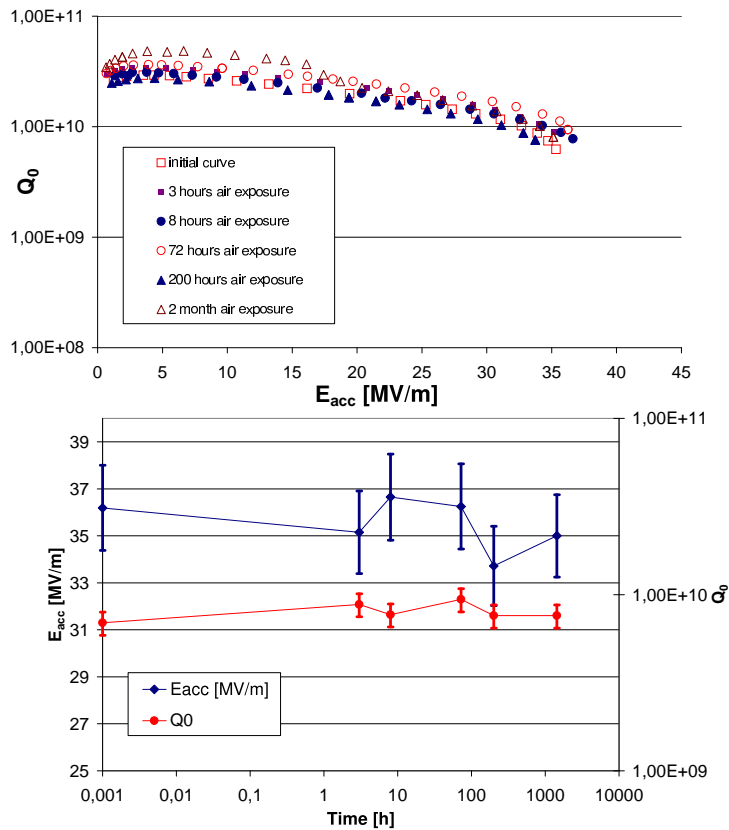 1,00E+11
1,00E+10
1,00E+09
1,00E+08
Q0
initial curve
3 hours air exposure
8 hours air exposure
72 hours air exposure
200 hours air exposure
2 month air exposure
0 5 10 15 20 25 30 35 40 45
Eacc [MV/m]
39
37
35
33
31
29
27
25
Eacc [MV/m]
1,00E+11
1,00E+10
1,00E+09
Q0
Eacc [MV/m]
Q0
0,001 0,01 0,1 1 10 100 1000 10000
Time [h]